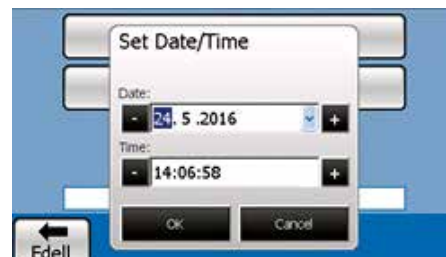 Set Date/Time
Date:
- 24. 5 .2016 +
Time:
- 14:06:58 +
OK Cancel
Edell